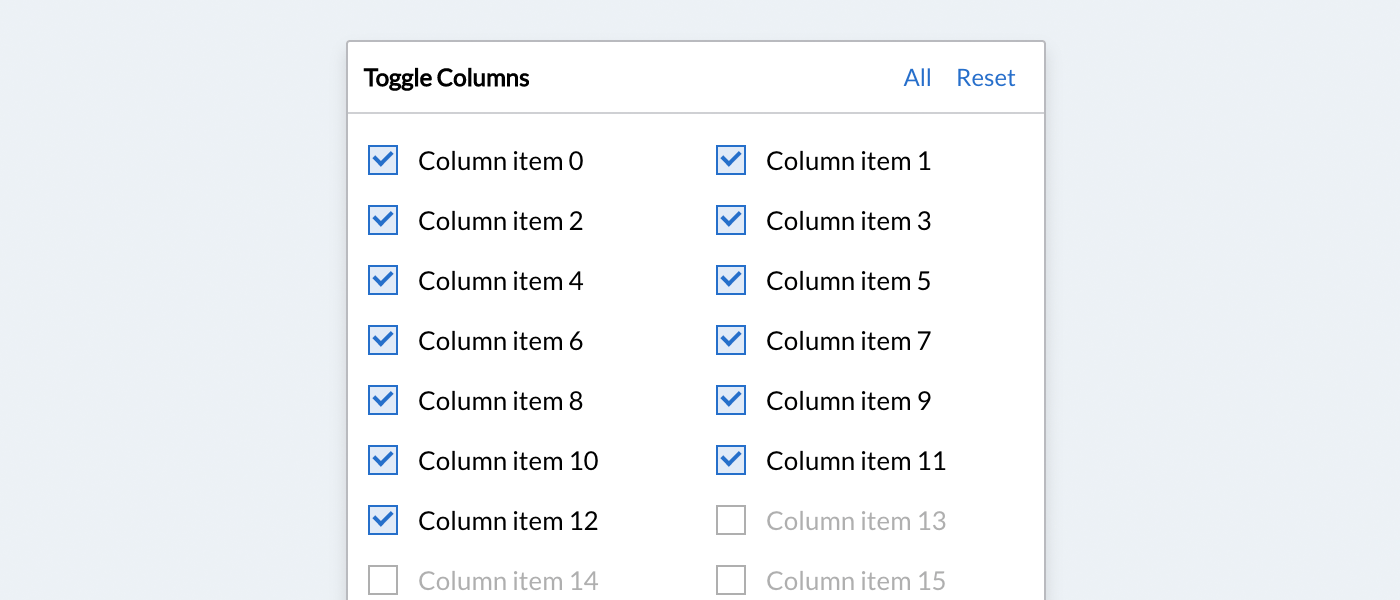 Toggle Columns All Reset
Column item 0 Column item 1
Column item 2 Column item 3
Column item 4 Column item 5
Column item 6 Column item 7
Column item 8 Column item 9
Column item 10 Column item 11
Column item 12 Column item 13
Column item 14 Column item 15